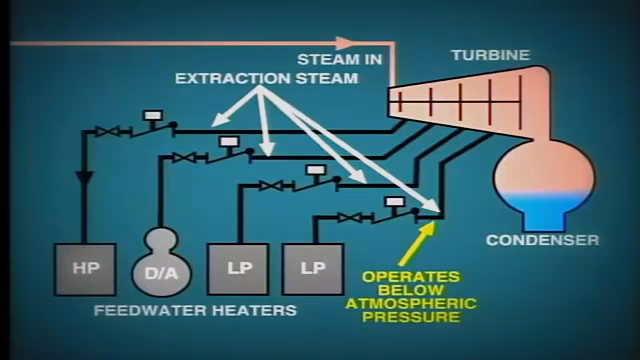 STEAM IN
TURBINE
EXTRACTION STEAM
CONDENSER
HP
D/A
LP
LP
FEEDWATER HEATERS
OPERATES
BELOW
ATMOSPHERIC
PRESSURE